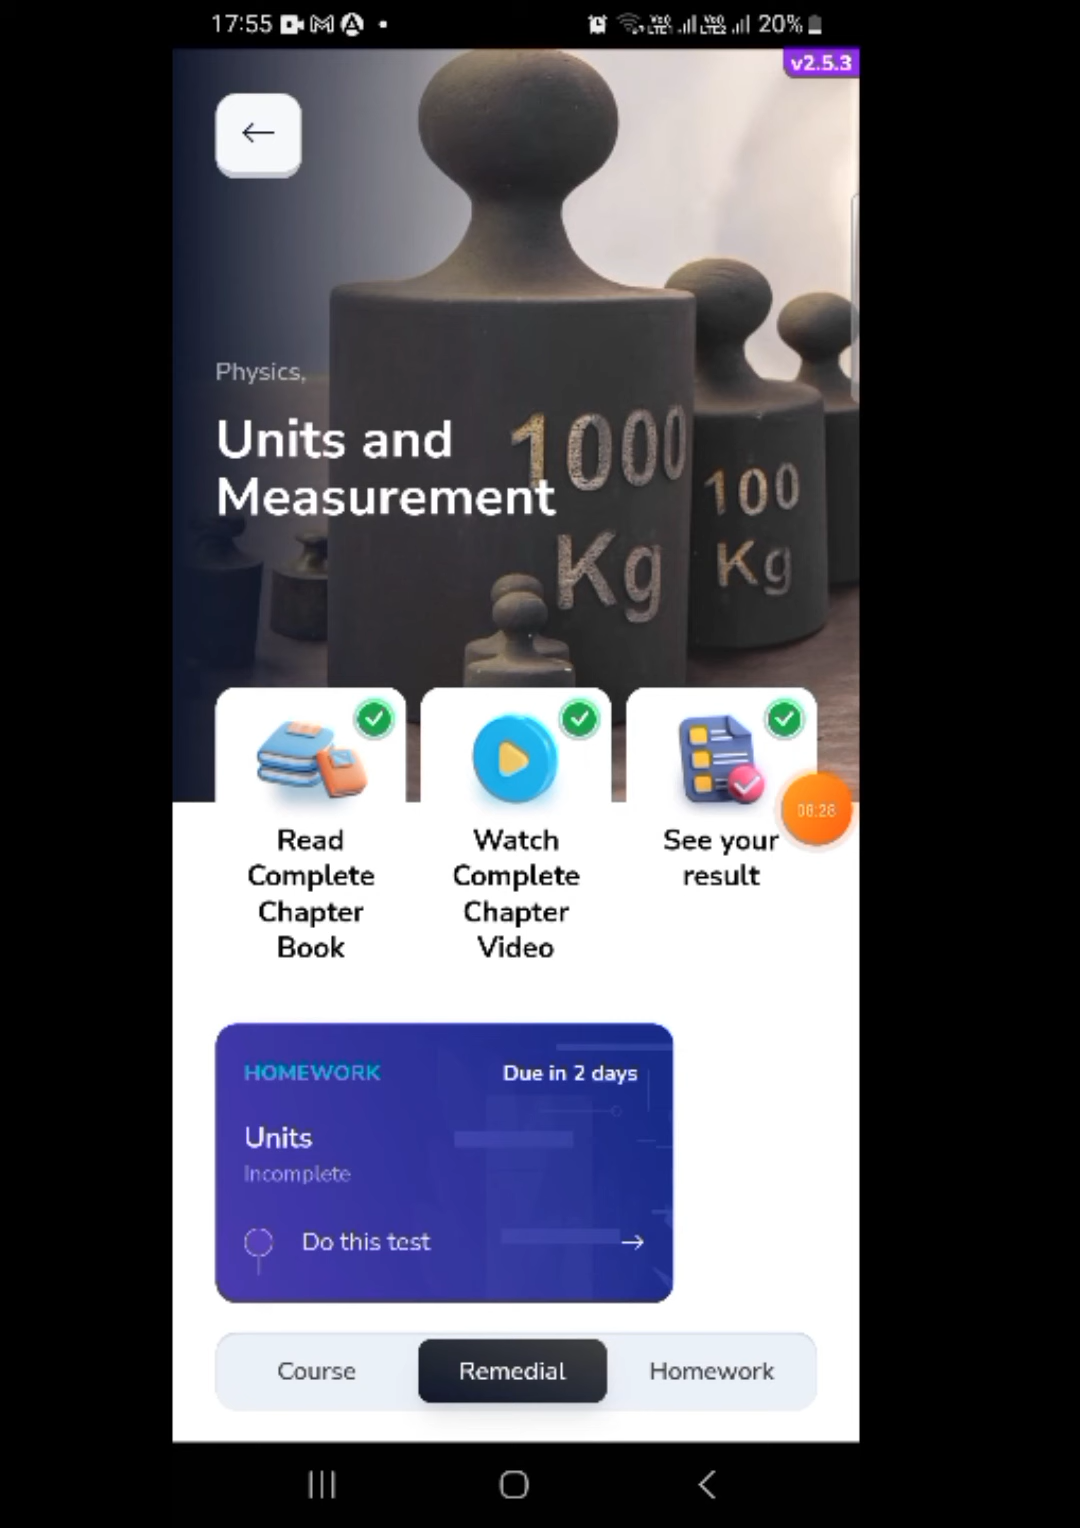 17:55
20%
v2.5.3
Physics,
Units and
Measurement
1000
Kg
100
Kg
Read
Complete
Chapter
Book
Watch
Complete
Chapter
Video
See your
result
HOMEWORK
Due in 2 days
Units
Incomplete
Do this test
Course
Remedial
Homework